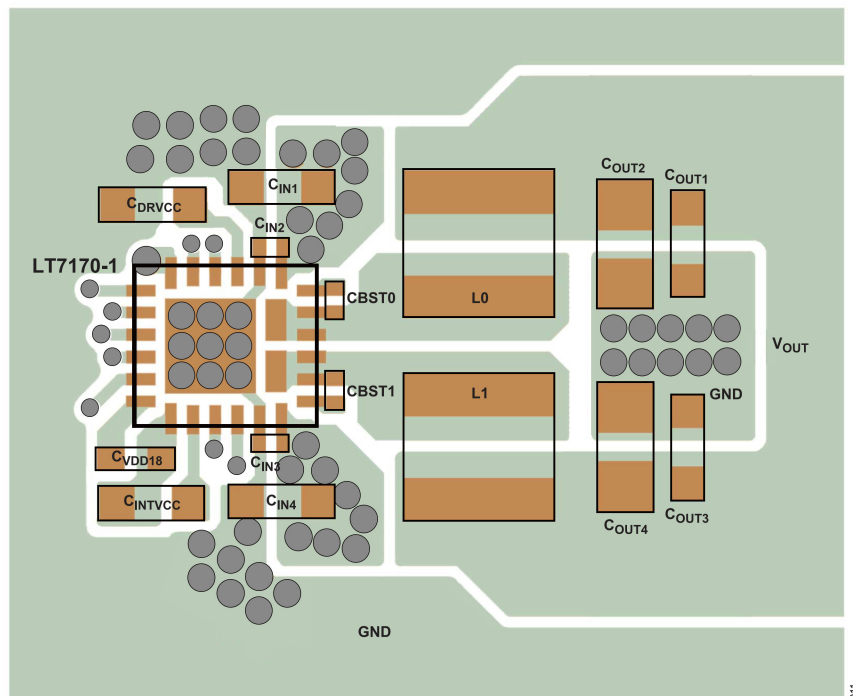 COUT2
COUT1
CIN1
CDRVCC
CIN2
LT7170-1
CBST0
L0
VOUT
CBST1
L1
GND
CVDD18
CIN3
CINTVCC
CIN4
COUT4
COUT3
GND